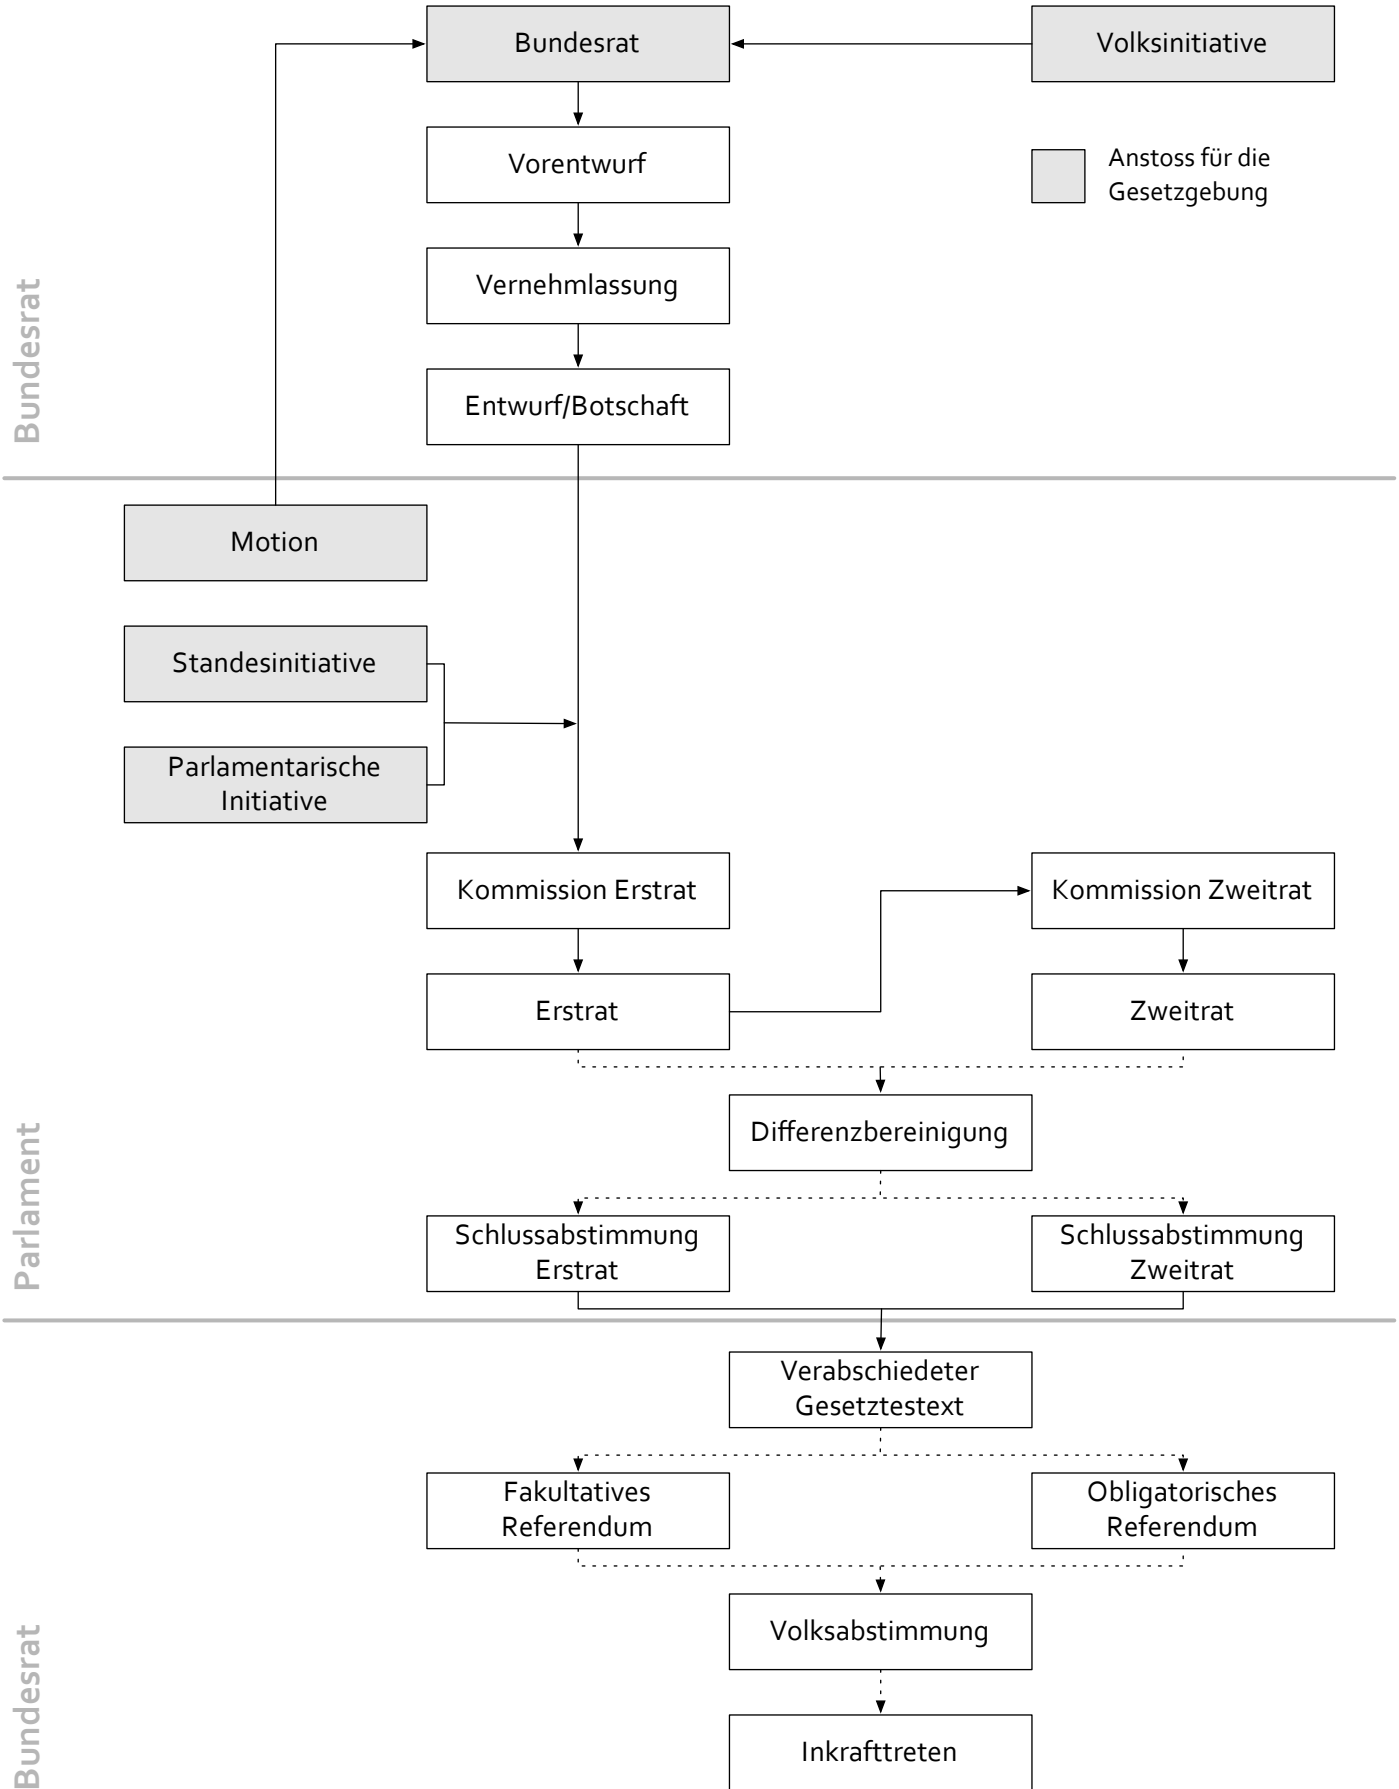 Bundesrat
Volksinitiative
Anstoss für die
Gesetzgebung
Vorentwurf
Vernehmlassung
Entwurf/Botschaft
Bundesrat
Motion
Standesinitiative
Parlamentarische
Initiative
Kommission Erstrat
Kommission Zweitrat
Erstrat
Zweitrat
Differenzbereinigung
Schlussabstimmung
Erstrat
Schlussabstimmung
Zweitrat
Parlament
Verabschiedeter
Gesetztestext
Fakultatives
Referendum
Obligatorisches
Referendum
Volksabstimmung
Inkrafttreten
Bundesrat